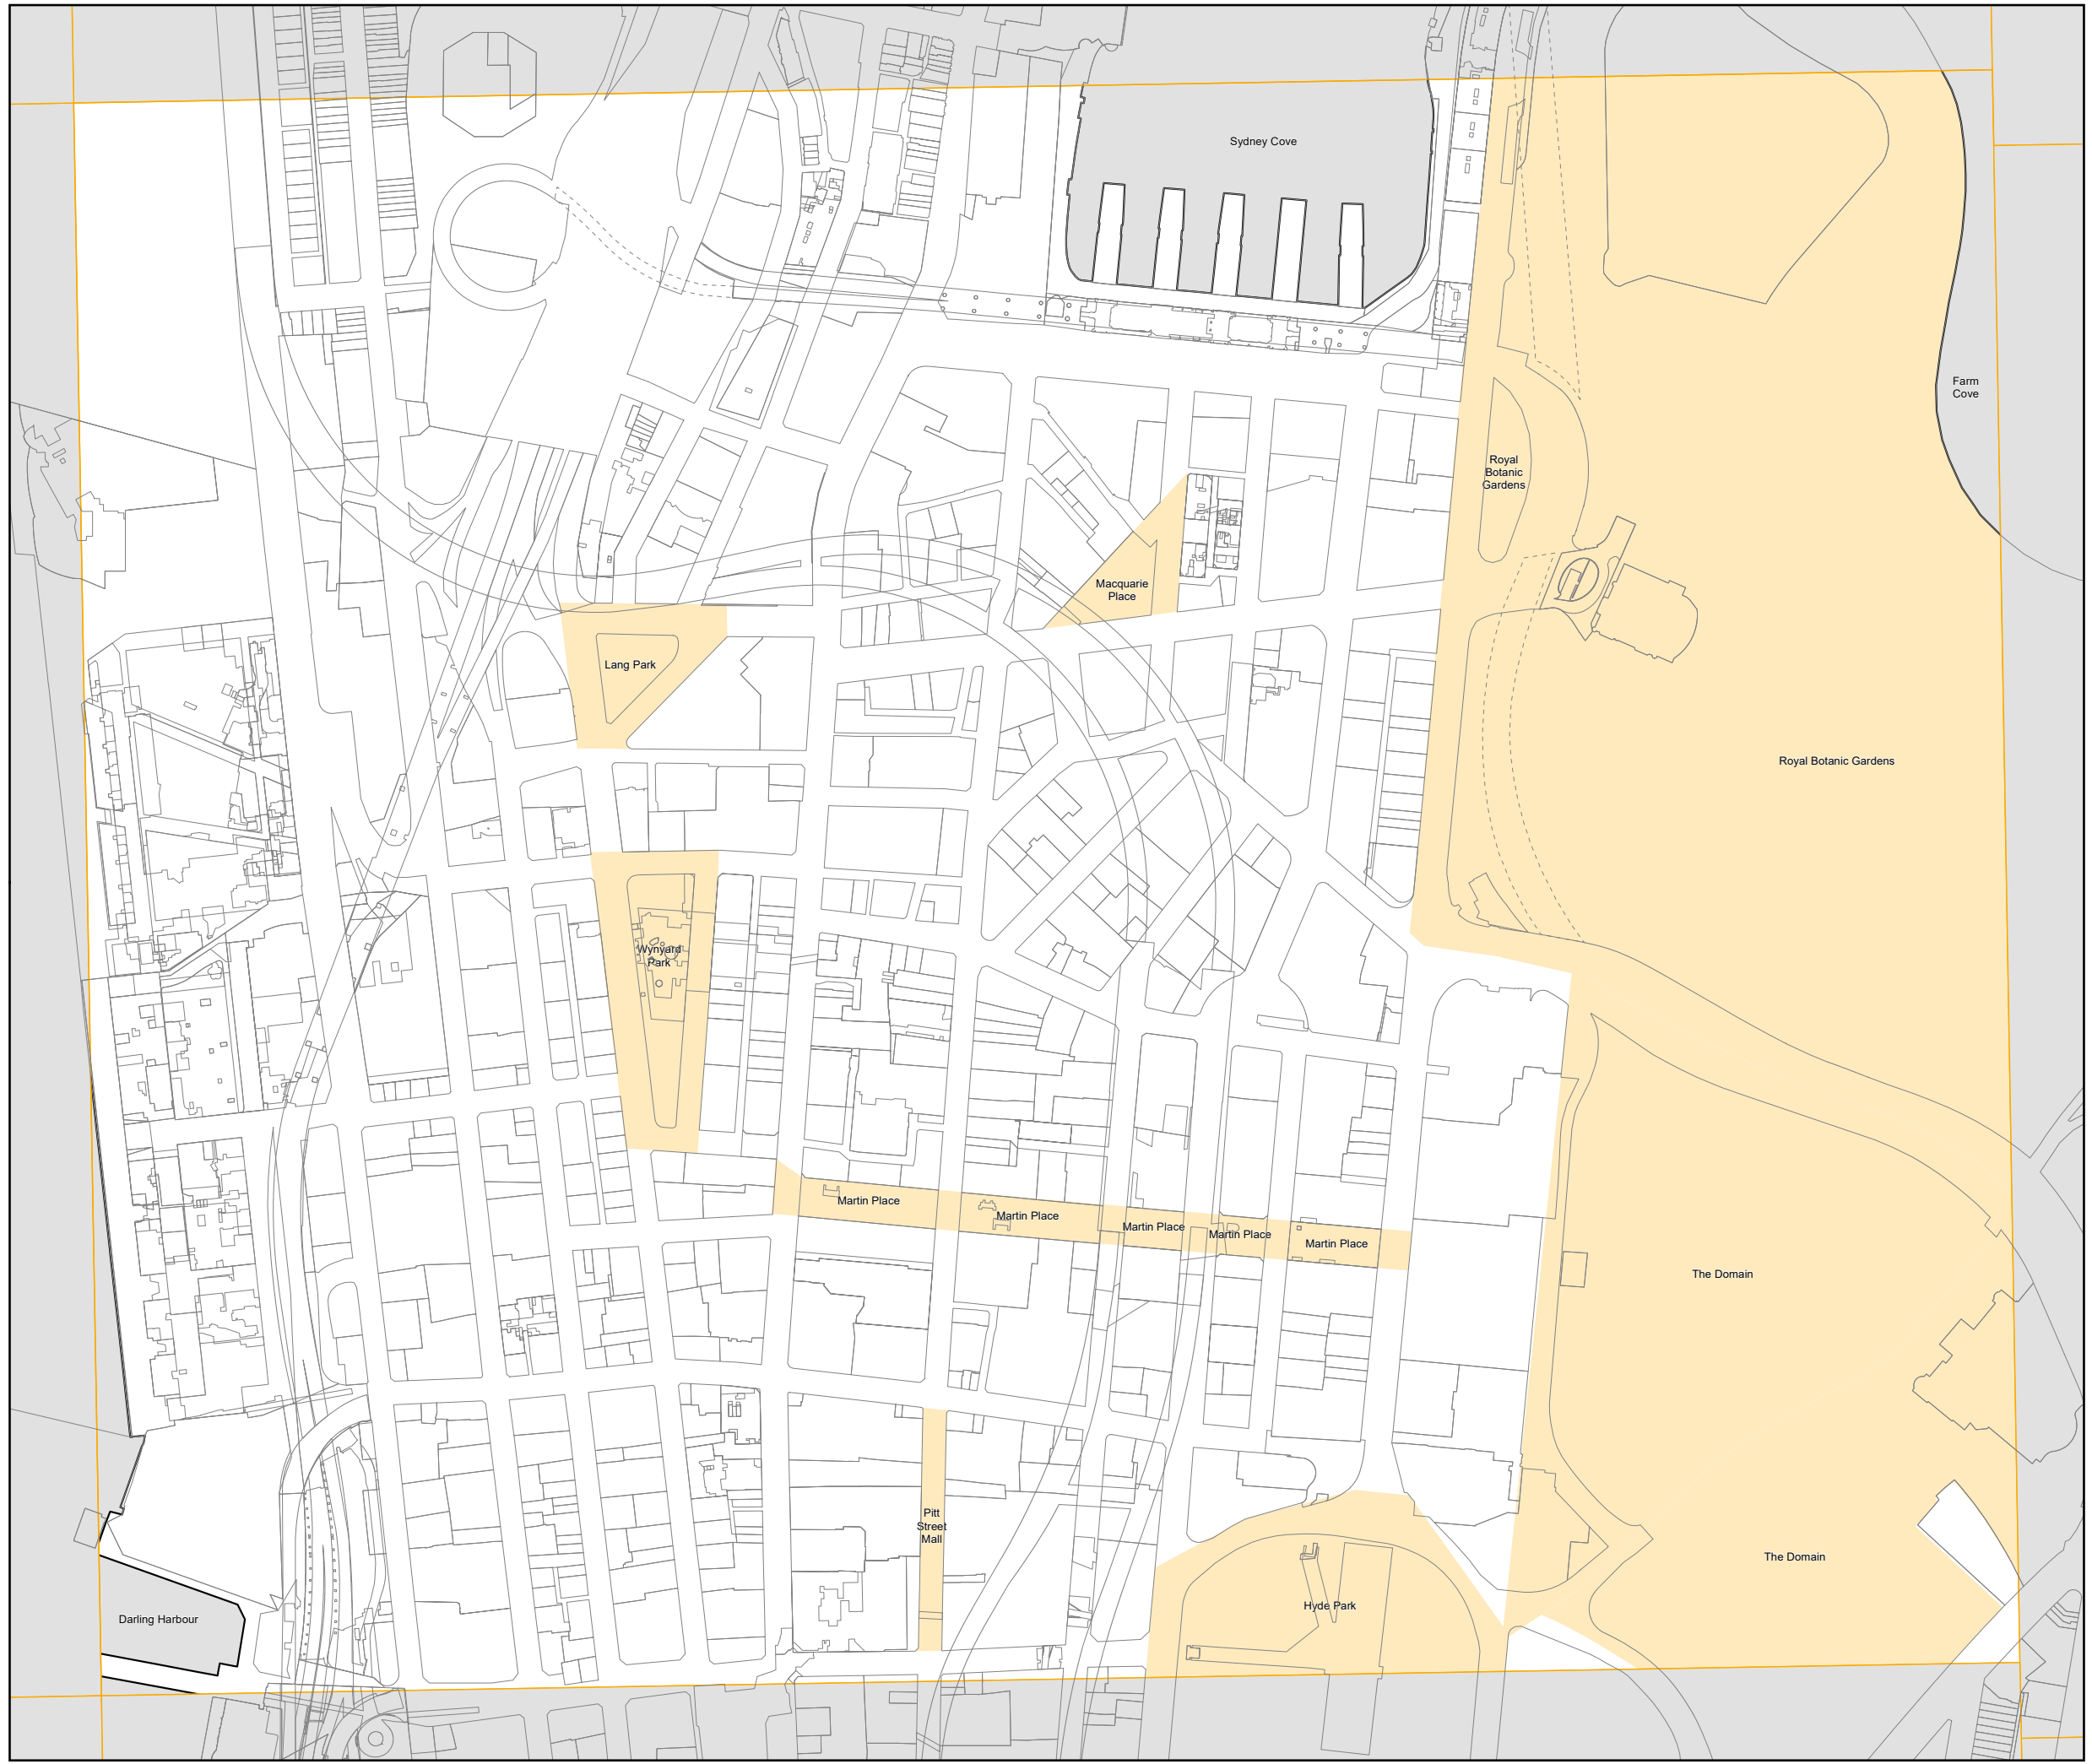 Sydney Cove
Farm
Cove
Royal
Botanic
Gardens
Macquarie
Place
Lang Park
Royal Botanic Gardens
Wynyard
Park
Martin Place
Martin Place
Martin Place
Martin Place
Martin Place
The Domain
Pitt
Street
Mall
The Domain
Hyde Park
Darling Harbour